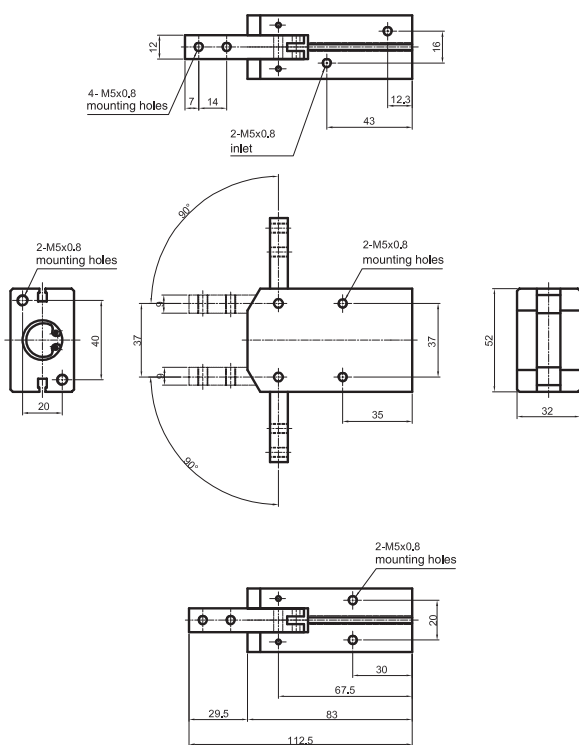 12
16
4- M5x0.8
mounting holes
7
14
12.3
43
2-M5x0.8
inlet
90°
2-M5x0.8
mounting holes
2-M5x0.8
mounting holes
9
37
9
40
20
37
35
52
32
90°
2-M5x0.8
mounting holes
20
30
67.5
29.5
83
112.5